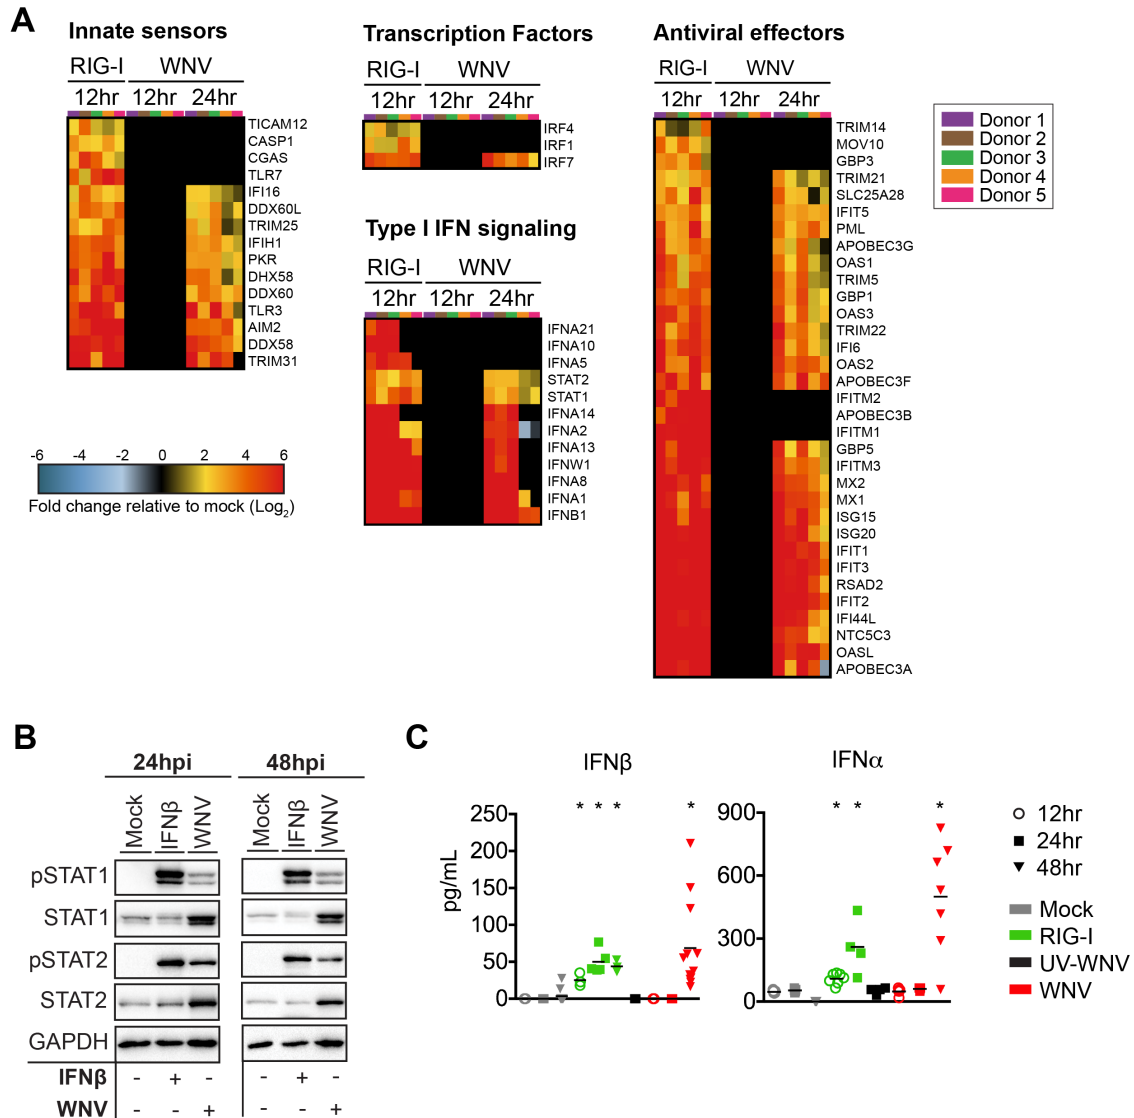 A
Innate sensors
RIG-I WNV
12hr 12hr 24hr
TICAM12
CASP1
CGAS
TLR7
IFI16
DDX60L
TRIM25
IFIH1
PKR
DHX58
DDX60
TLR3
AIM2
DDX58
TRIM31
-6 -4 -2 0 2 4 6
Fold change relative to mock (Log2)
Transcription Factors
RIG-I WNV
12hr 12hr 24hr
IRF4
IRF1
IRF7
Type I IFN signaling
RIG-I WNV
12hr 12hr 24hr
IFNA21
IFNA10
IFNA5
STAT2
STAT1
IFNA14
IFNA2
IFNA13
IFNW1
IFNA8
IFNA1
IFNB1
Antiviral effectors
RIG-I WNV
12hr 12hr 24hr
TRIM14
MOV10
GBP3
TRIM21
SLC25A28
IFIT5
PML
APOBEC3G
OAS1
TRIM5
GBP1
OAS3
TRIM22
IFI6
OAS2
APOBEC3F
IFITM2
APOBEC3B
IFITM1
GBP5
IFITM3
MX2
MX1
ISG15
ISG20
IFIT1
IFIT3
RSAD2
IFIT2
IFI44L
NTC5C3
OASL
APOBEC3A
Donor 1
Donor 2
Donor 3
Donor 4
Donor 5
B
24hpi 48hpi
Mock IFNβ WNV Mock IFNβ WNV
pSTAT1
STAT1
pSTAT2
STAT2
GAPDH
IFNβ - + - - + -
WNV - - + - - +
C
IFNβ
* * * *
pg/mL
250
200
150
100
50
0
IFNα
* * *
900
600
300
0
12hr
24hr
48hr
Mock
RIG-I
UV-WNV
WNV